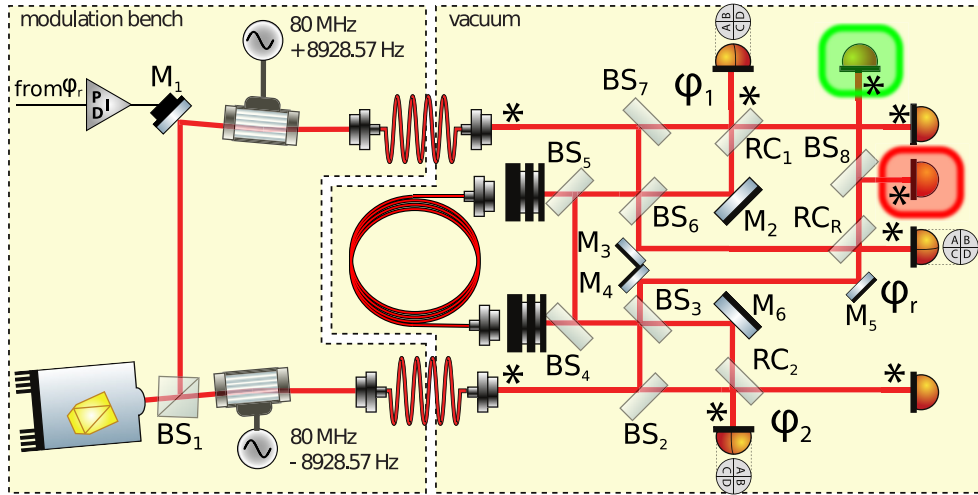 modulation bench
vacuum
80 MHz
+8928.57 Hz
from φr
P I D
M1
BS7
φ1
A B C D
*
*
*
*
BS5
RC1
BS8
*
BS6
M2
RCR
M3
M4
*
A B C D
BS3
M6
M5
φr
BS4
RC2
*
*
BS1
BS2
*
φ2
80 MHz
- 8928.57 Hz
A B C D